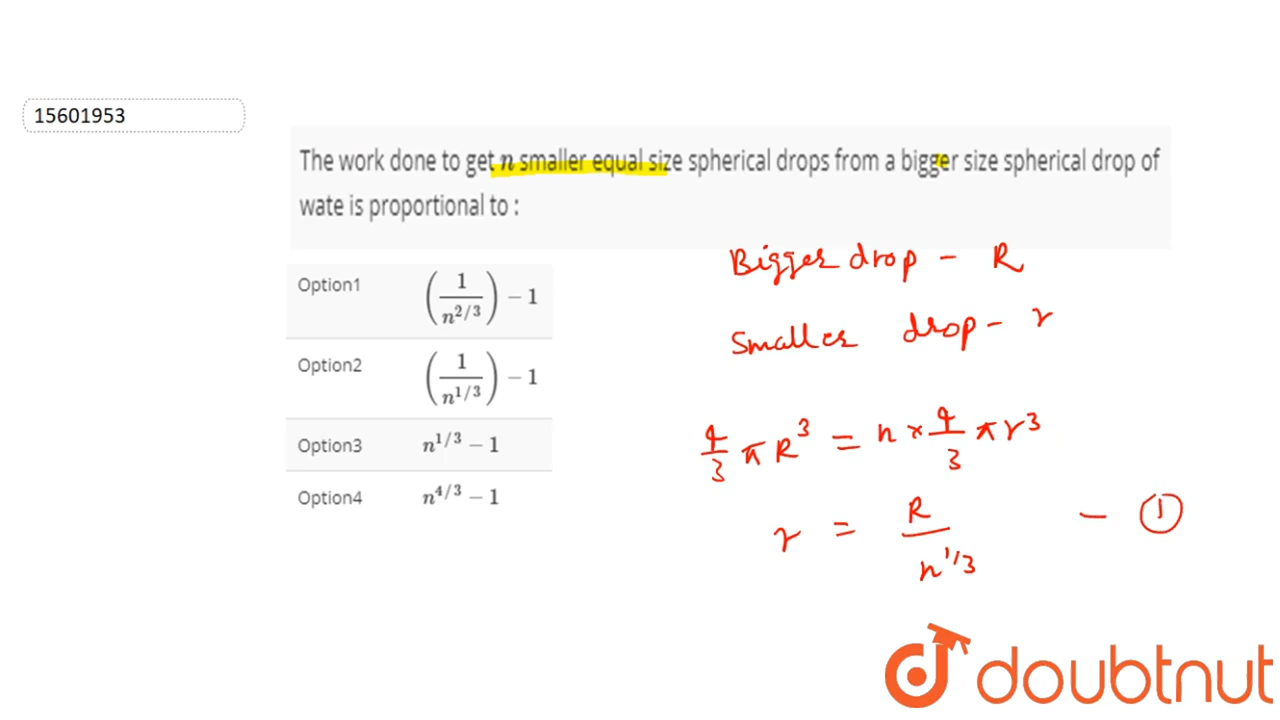 15601953
The work done to get n smaller equal size spherical drops from a bigger size spherical drop of
wate is proportional to :
Option1 (1/n^{2/3}) - 1
Option2 (1/n^{1/3}) - 1
Option3 n^{1/3} - 1
Option4 n^{4/3} - 1
Bigger drop - R
Smaller drop - r
4/3 π R^3 = n × 4/3 π r^3
r = R/n^{1/3} - ①
doubtnut